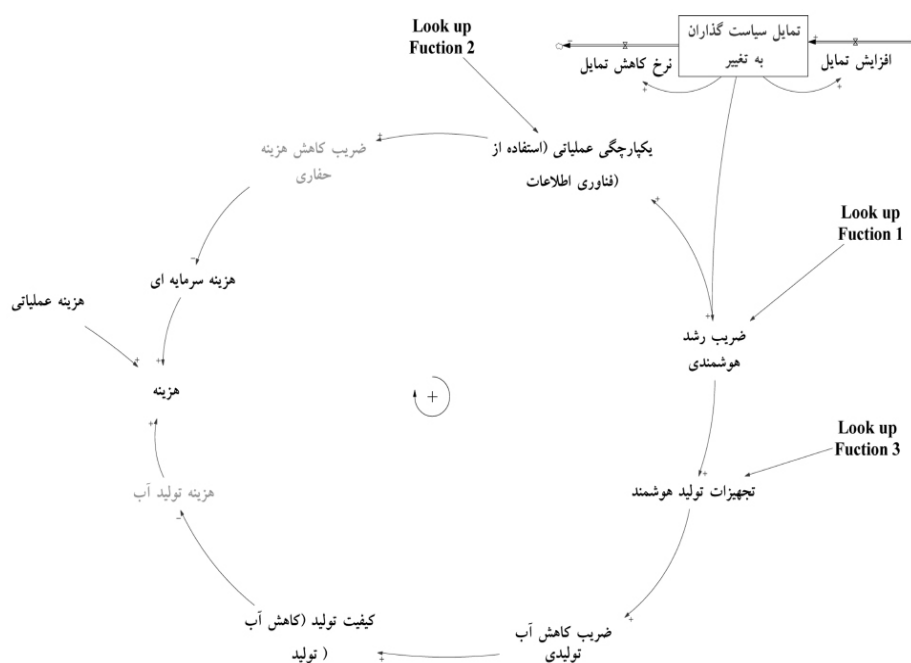 Look up
Fuction 2
تمایل سیاست گذاران
به تغییر
افزایش تمایل
نرخ کاهش تمایل
یکپارچگی عملیاتی (استفاده از
(فناوری اطلاعات
ضریب کاهش هزینه
حفاری
Look up
Fuction 1
هزینه سرمایه ای
هزینه عملیاتی
ضریب رشد
هوشمندی
هزینه
Look up
Fuction 3
تجهیزات تولید هوشمند
هزینه تولید آب
کیفیت تولید (کاهش آب
( تولید
ضریب کاهش آب
تولیدی